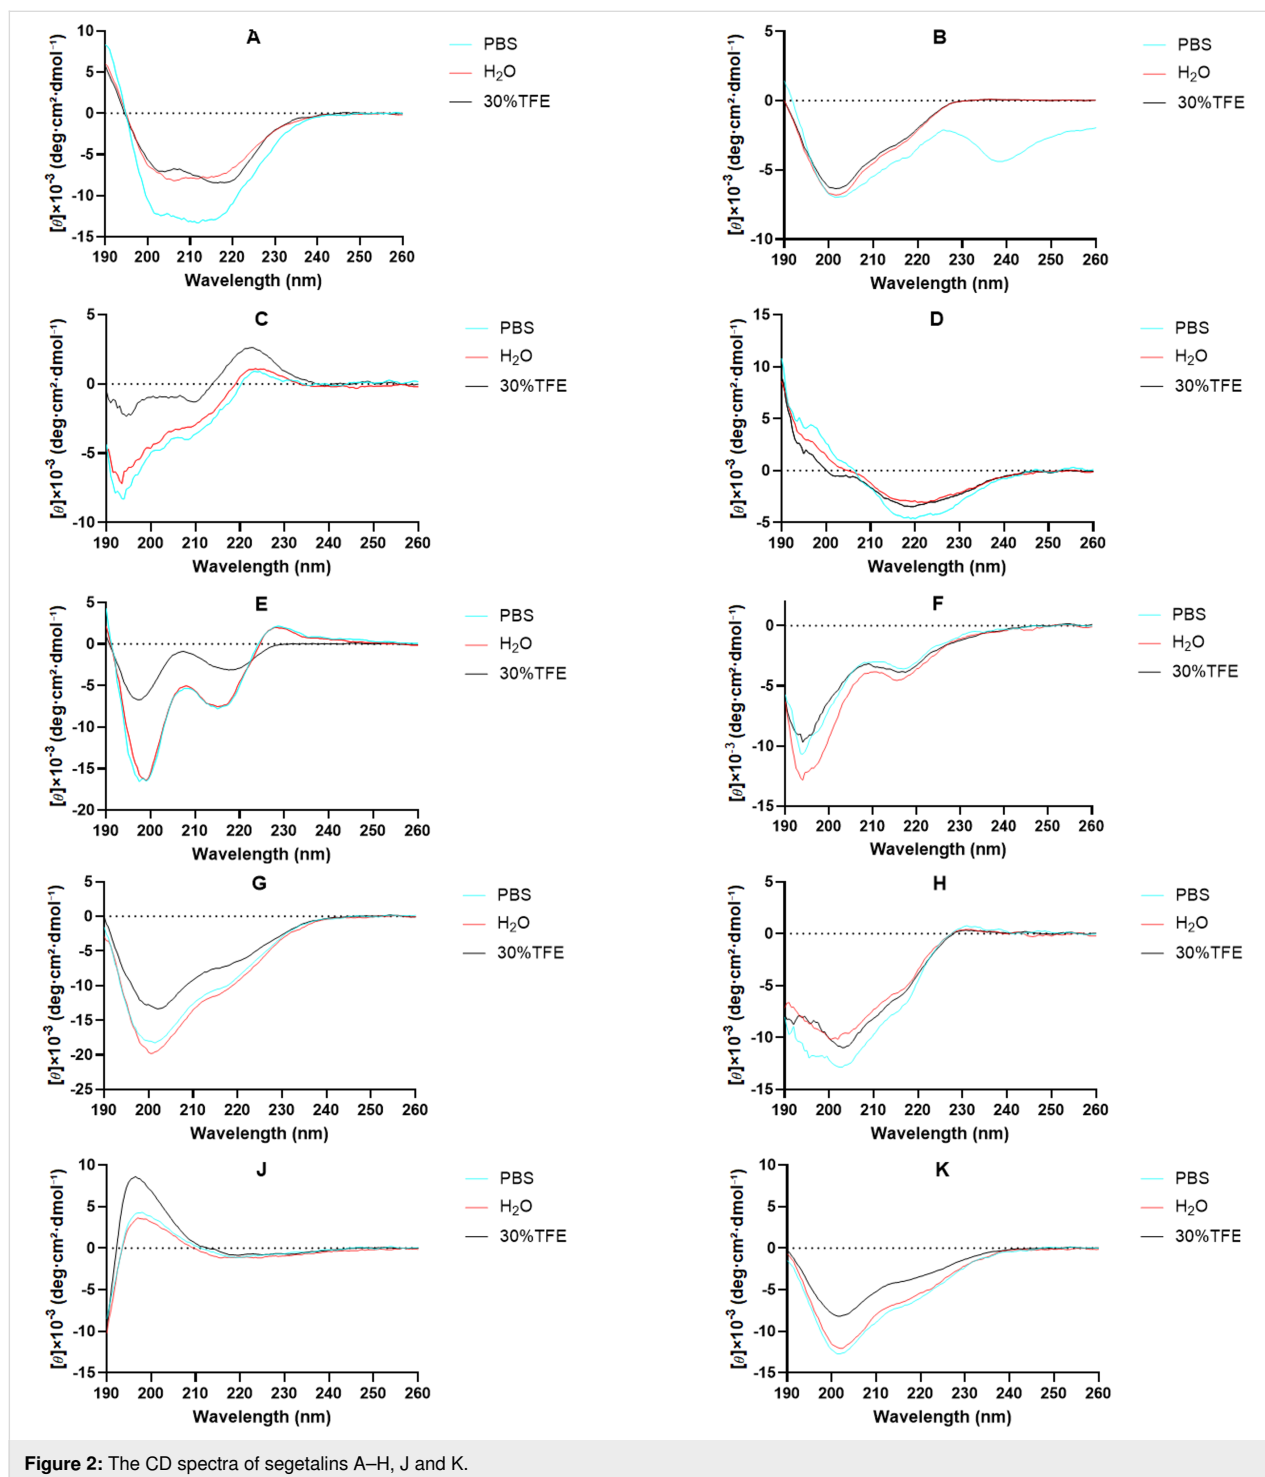 A
[θ]×10⁻³ (deg·cm²·dmol⁻¹)
10
5
0
-5
-10
-15
190 200 210 220 230 240 250 260
Wavelength (nm)
PBS
H₂O
30%TFE
B
[θ]×10⁻³ (deg·cm²·dmol⁻¹)
5
0
-5
-10
190 200 210 220 230 240 250 260
Wavelength (nm)
PBS
H₂O
30%TFE
C
[θ]×10⁻³ (deg·cm²·dmol⁻¹)
5
0
-5
-10
190 200 210 220 230 240 250 260
Wavelength (nm)
PBS
H₂O
30%TFE
D
[θ]×10⁻³ (deg·cm²·dmol⁻¹)
15
10
5
0
-5
190 200 210 220 230 240 250 260
Wavelength (nm)
PBS
H₂O
30%TFE
E
[θ]×10⁻³ (deg·cm²·dmol⁻¹)
5
0
-5
-10
-15
-20
190 200 210 220 230 240 250 260
Wavelength (nm)
PBS
H₂O
30%TFE
F
[θ]×10⁻³ (deg·cm²·dmol⁻¹)
0
-5
-10
-15
190 200 210 220 230 240 250 260
Wavelength (nm)
PBS
H₂O
30%TFE
G
[θ]×10⁻³ (deg·cm²·dmol⁻¹)
5
0
-5
-10
-15
-20
-25
190 200 210 220 230 240 250 260
Wavelength (nm)
PBS
H₂O
30%TFE
H
[θ]×10⁻³ (deg·cm²·dmol⁻¹)
5
0
-5
-10
-15
190 200 210 220 230 240 250 260
Wavelength (nm)
PBS
H₂O
30%TFE
J
[θ]×10⁻³ (deg·cm²·dmol⁻¹)
10
5
0
-5
-10
-15
190 200 210 220 230 240 250 260
Wavelength (nm)
PBS
H₂O
30%TFE
K
[θ]×10⁻³ (deg·cm²·dmol⁻¹)
10
5
0
-5
-10
-15
190 200 210 220 230 240 250 260
Wavelength (nm)
PBS
H₂O
30%TFE
Figure 2: The CD spectra of segetalins A–H, J and K.